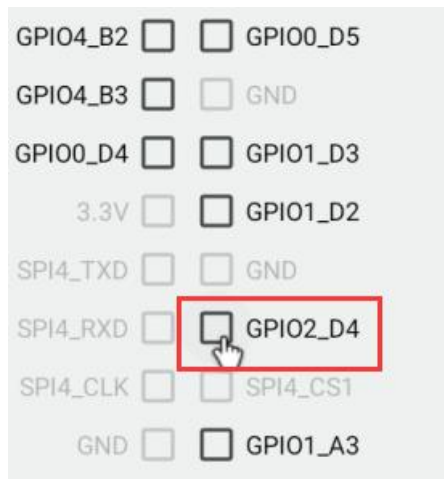 GPIO4_B2 GPIO0_D5
GPIO4_B3 GND
GPIO0_D4 GPIO1_D3
3.3V GPIO1_D2
SPI4_TXD GND
SPI4_RXD GPIO2_D4
SPI4_CLK SPI4_CS1
GND GPIO1_A3